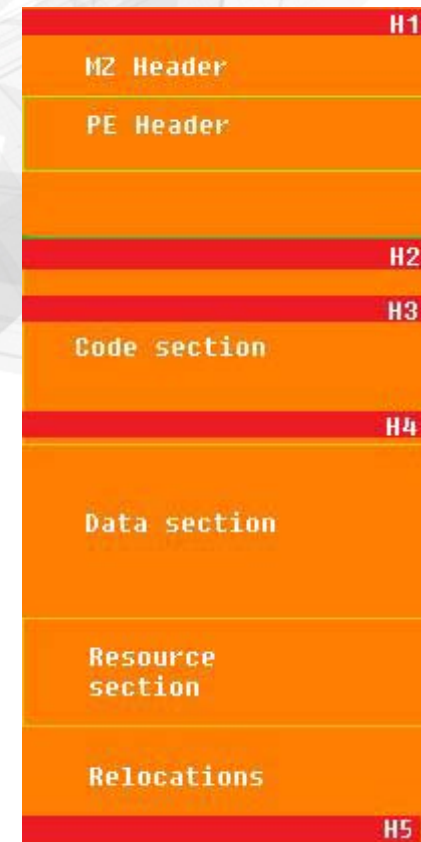 H1
MZ Header
PE Header
H2
H3
Code section
H4
Data section
Resource
section
Relocations
H5